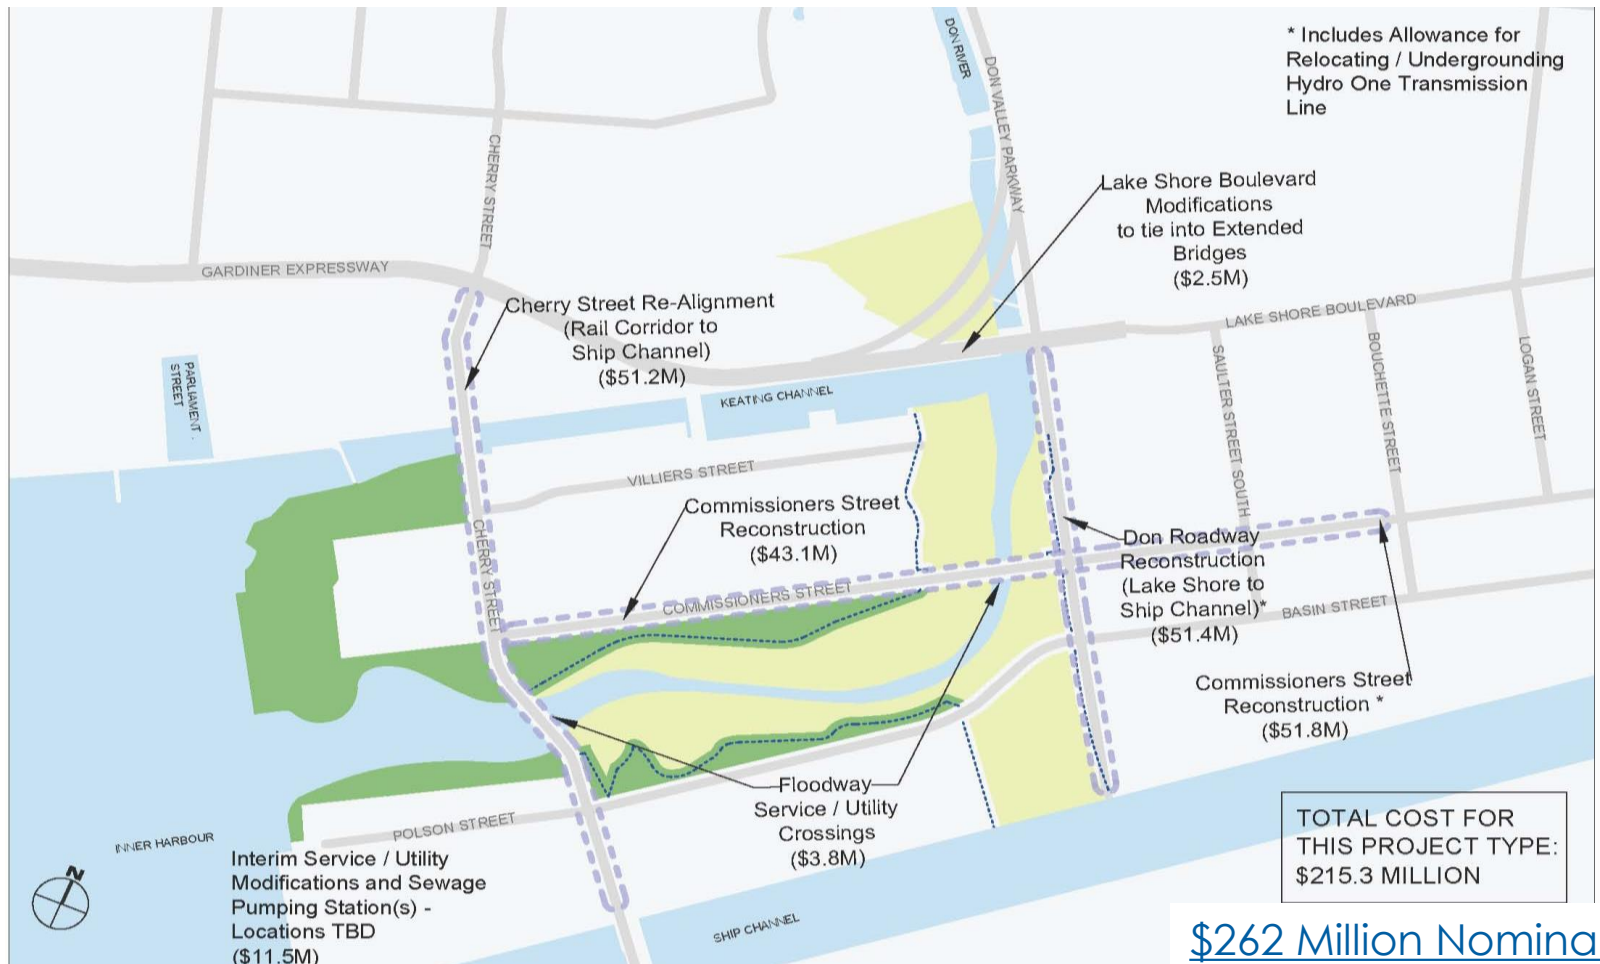 * Includes Allowance for
Relocating / Undergrounding
Hydro One Transmission
Line
DON RIVER
DON VALLEY PARKWAY
CHERRY STREET
Lake Shore Boulevard
Modifications
to tie into Extended
Bridges
($2.5M)
GARDINER EXPRESSWAY
Cherry Street Re-Alignment
(Rail Corridor to
Ship Channel)
($51.2M)
LAKE SHORE BOULEVARD
PARLIAMENT
STREET
KEATING CHANNEL
SAULTER STREET SOUTH
BOUCHETTE STREET
LOGAN STREET
VILLIERS STREET
Commissioners Street
Reconstruction
($43.1M)
CHERRY STREET
COMMISSIONERS STREET
Don Roadway
Reconstruction
(Lake Shore to
Ship Channel)*
($51.4M)
BASIN STREET
Commissioners Street
Reconstruction *
($51.8M)
Floodway
Service / Utility
Crossings
($3.8M)
POLSON STREET
INNER HARBOUR
N
Interim Service / Utility
Modifications and Sewage
Pumping Station(s) -
Locations TBD
($11.5M)
SHIP CHANNEL
TOTAL COST FOR
THIS PROJECT TYPE:
$215.3 MILLION
$262 Million Nomina